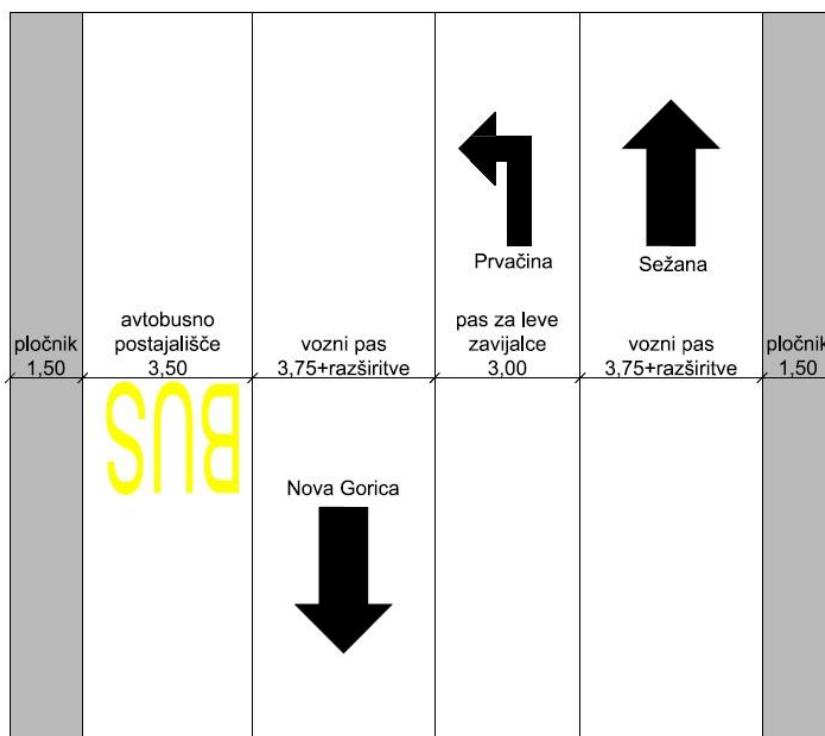 Prvačina
Sežana
pločnik
1,50
avtobusno
postajališče
3,50
vozni pas
3,75+razširitve
pas za leve
zavijalce
3,00
vozni pas
3,75+razširitve
pločnik
1,50
BUS
Nova Gorica